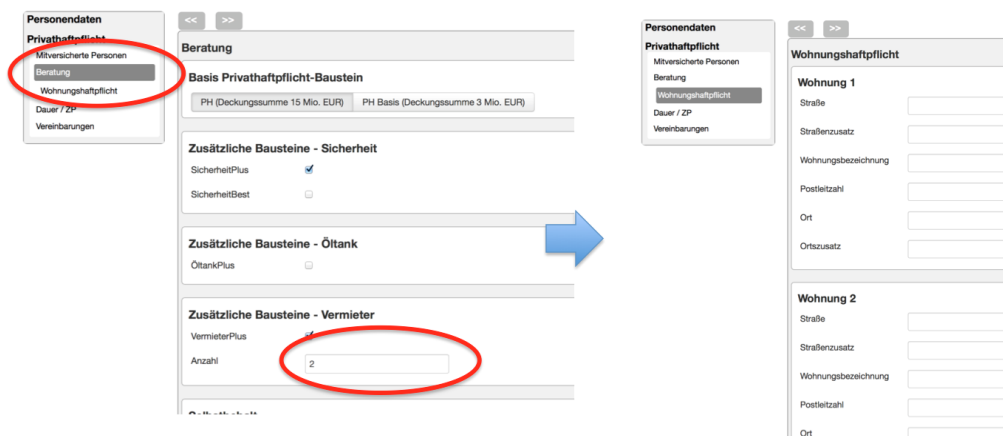 Personendaten
Privathaftpflicht
Mitversicherte Personen
Beratung
Wohnungshaftpflicht
Dauer / ZP
Vereinbarungen
<< >>
Beratung
Basis Privathaftpflicht-Baustein
PH (Deckungssumme 15 Mio. EUR) PH Basis (Deckungssumme 3 Mio. EUR)
Zusätzliche Bausteine - Sicherheit
SicherheitPlus
SicherheitBest
Zusätzliche Bausteine - Öltank
ÖltankPlus
Zusätzliche Bausteine - Vermieter
VermieterPlus
Anzahl 2
Selbstbehalt
Personendaten
Privathaftpflicht
Mitversicherte Personen
Beratung
Wohnungshaftpflicht
Dauer / ZP
Vereinbarungen
<< >>
Wohnungshaftpflicht
Wohnung 1
Straße
Straßenzusatz
Wohnungsbezeichnung
Postleitzahl
Ort
Ortszusatz
Wohnung 2
Straße
Straßenzusatz
Wohnungsbezeichnung
Postleitzahl
Ort